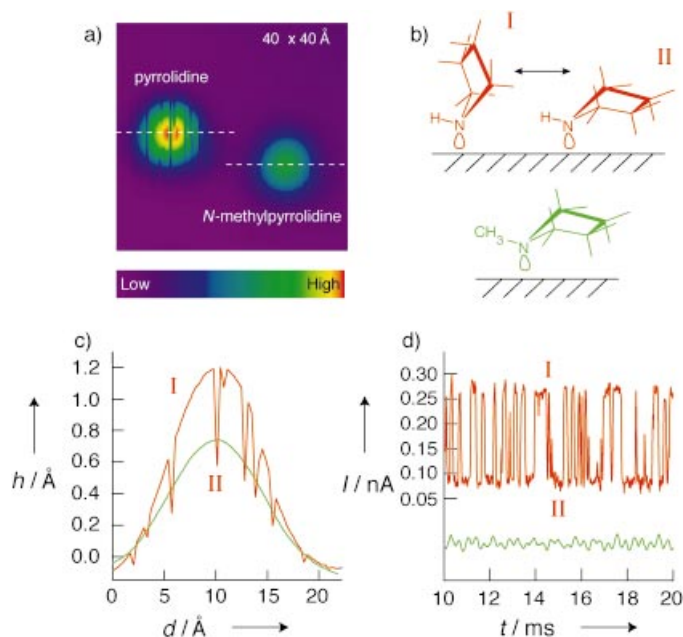 a)
40 x 40 Å
pyrrolidine
N-methylpyrrolidine
Low
High
b)
I
II
H-N
H-N
CH3-N
c)
1.2
1.0
0.8
h / Å
0.6
0.4
0.2
0.0
I
II
0 5 10 15 20
d / Å
d)
0.30
0.25
0.20
I / nA
0.15
0.10
0.05
I
II
10 12 14 16 18 20
t / ms